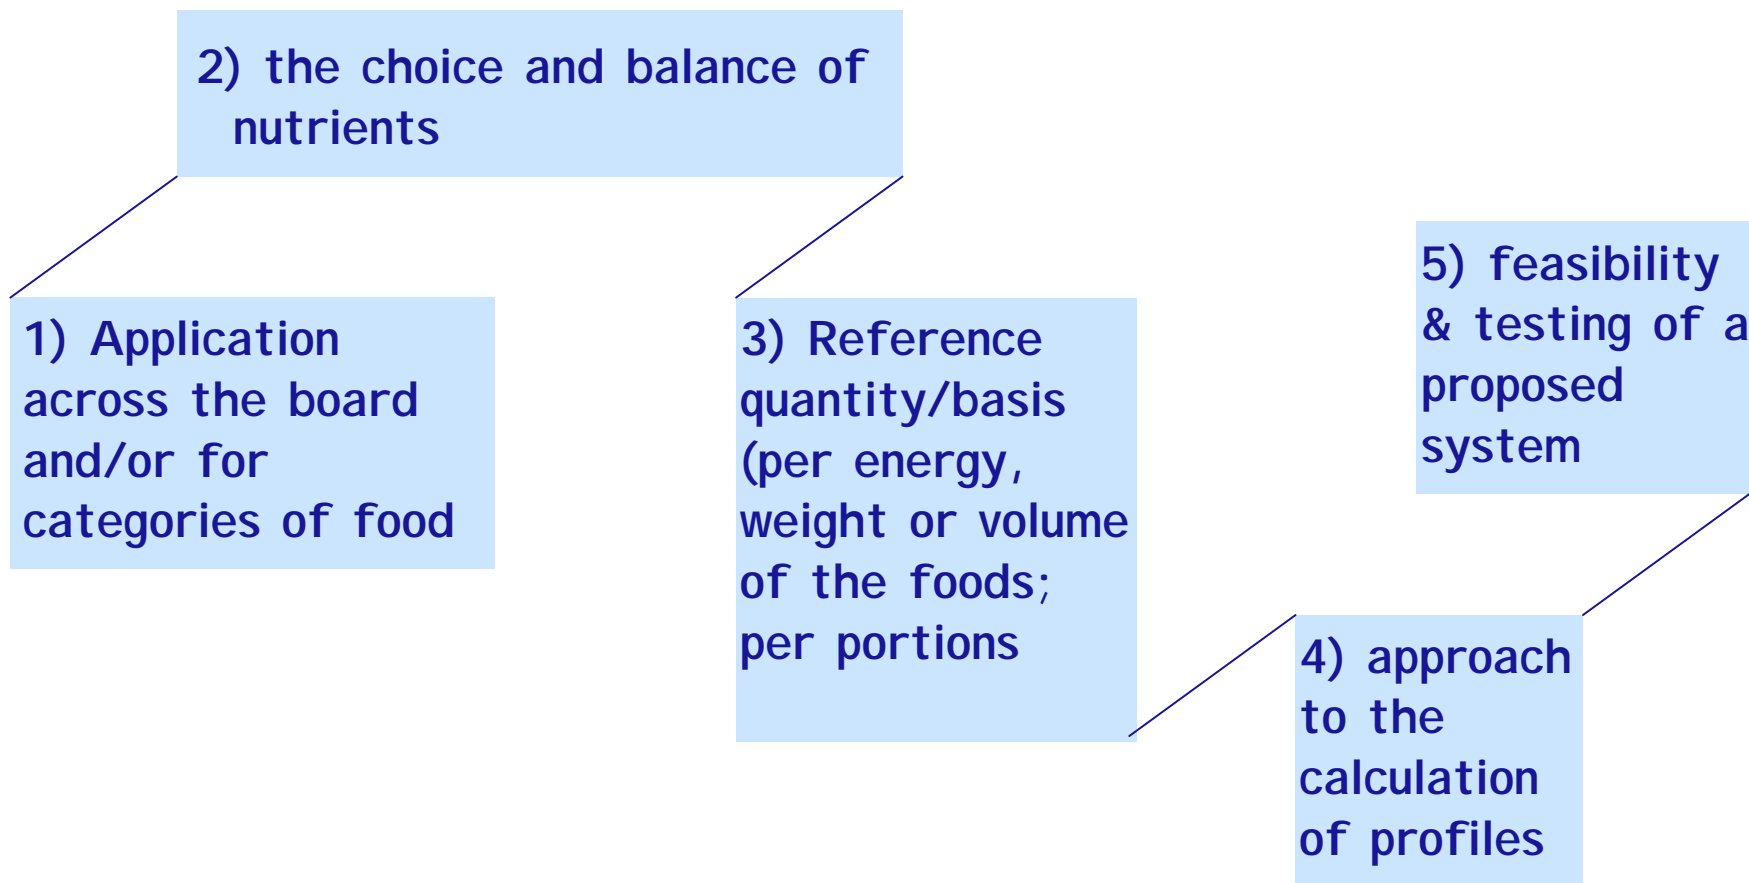 2) the choice and balance of
nutrients
1) Application
across the board
and/or for
categories of food
3) Reference
quantity/basis
(per energy,
weight or volume
of the foods;
per portions
4) approach
to the
calculation
of profiles
5) feasibility
& testing of a
proposed
system